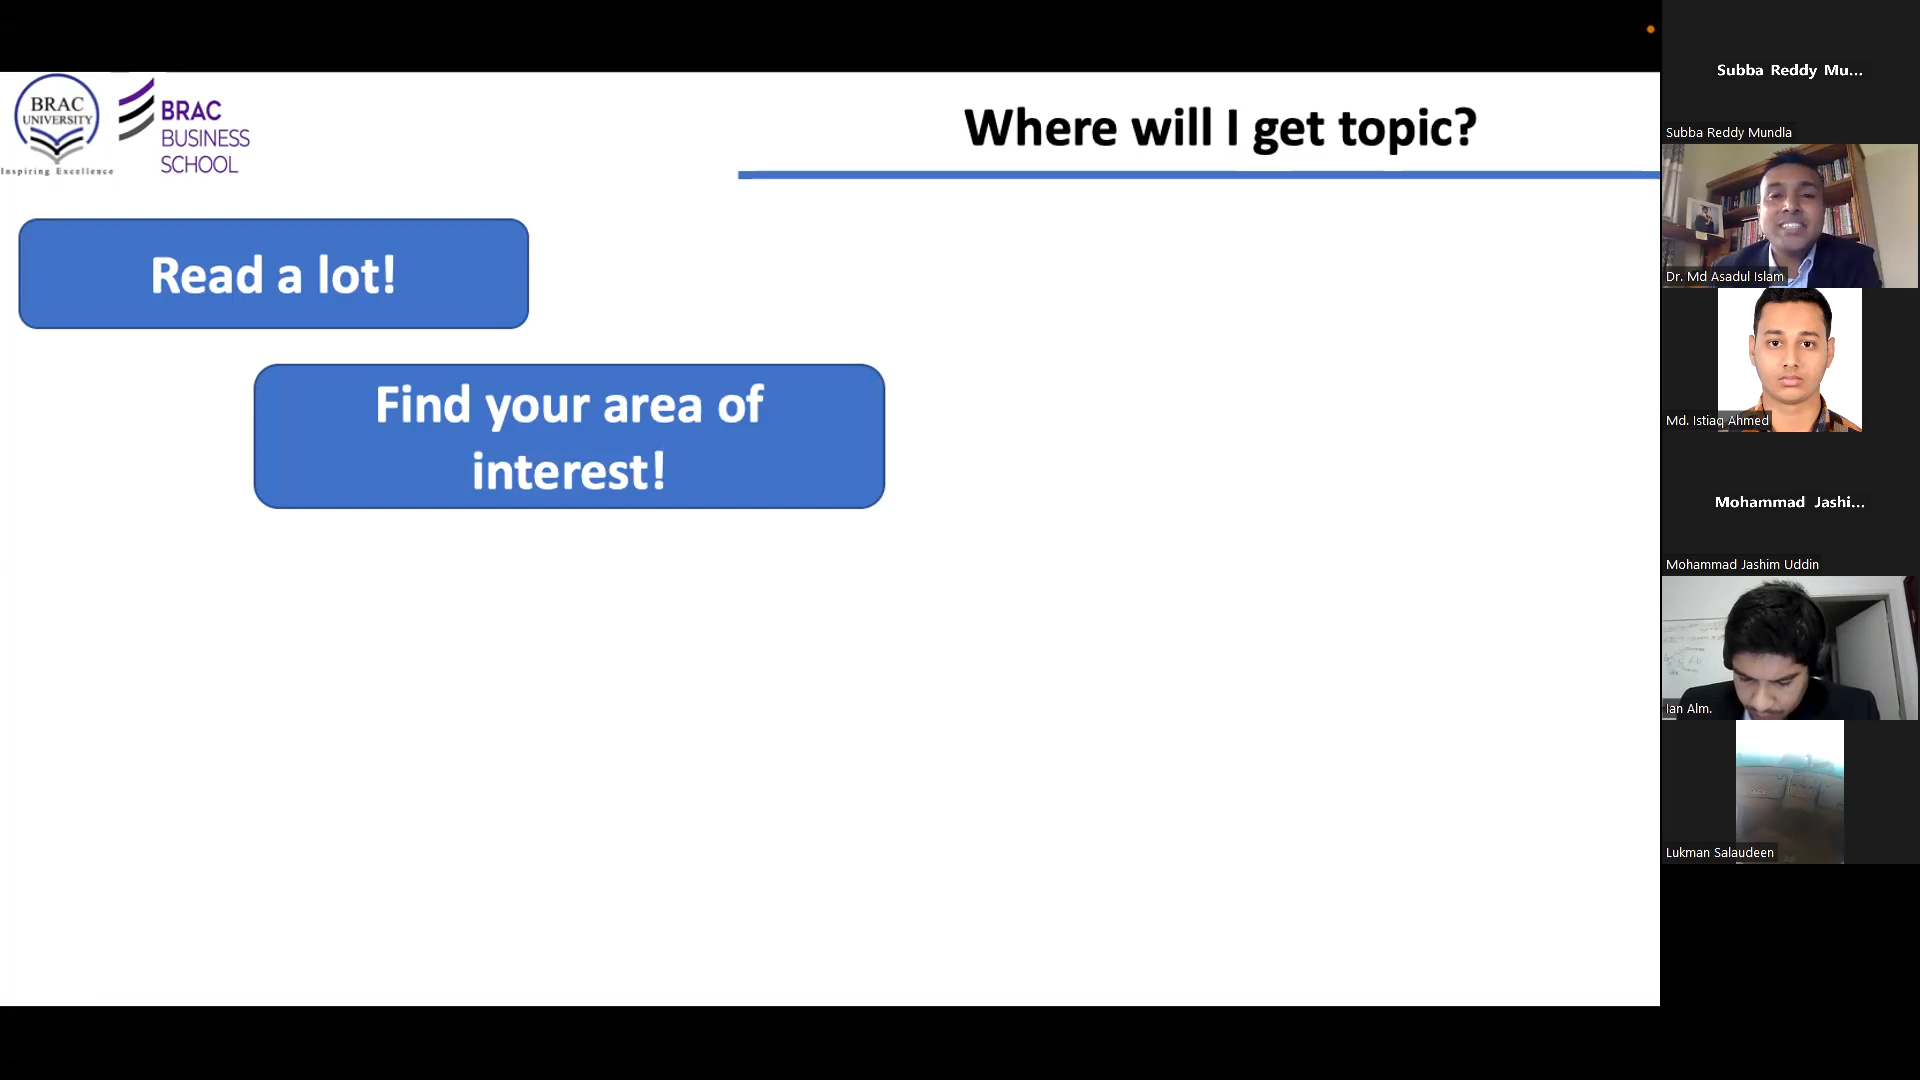 BRAC
UNIVERSITY
Inspiring Excellence
BRAC
BUSINESS
SCHOOL
Where will I get topic?
Read a lot!
Find your area of
interest!
Subba Reddy Mu...
Subba Reddy Mundla
Dr. Md Asadul Islam
Md. Istiaq Ahmed
Mohammad Jashi...
Mohammad Jashim Uddin
Ian Alm.
Lukman Salaudeen